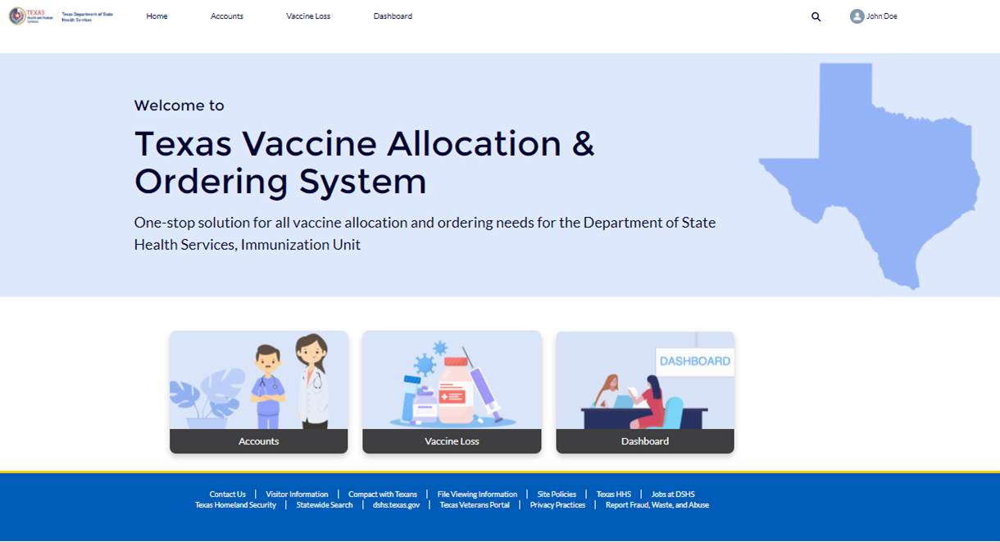 TEXAS
Health and Human
Services
Texas Department of State
Health Services
Home
Accounts
Vaccine Loss
Dashboard
John Doe
Welcome to
Texas Vaccine Allocation &
Ordering System
One-stop solution for all vaccine allocation and ordering needs for the Department of State
Health Services, Immunization Unit
DASHBOARD
Accounts
Vaccine Loss
Dashboard
Contact Us | Visitor Information | Compact with Texans | File Viewing Information | Site Policies | Texas HHS | Jobs at DSHS
Texas Homeland Security | Statewide Search | dshs.texas.gov | Texas Veterans Portal | Privacy Practices | Report Fraud, Waste, and Abuse